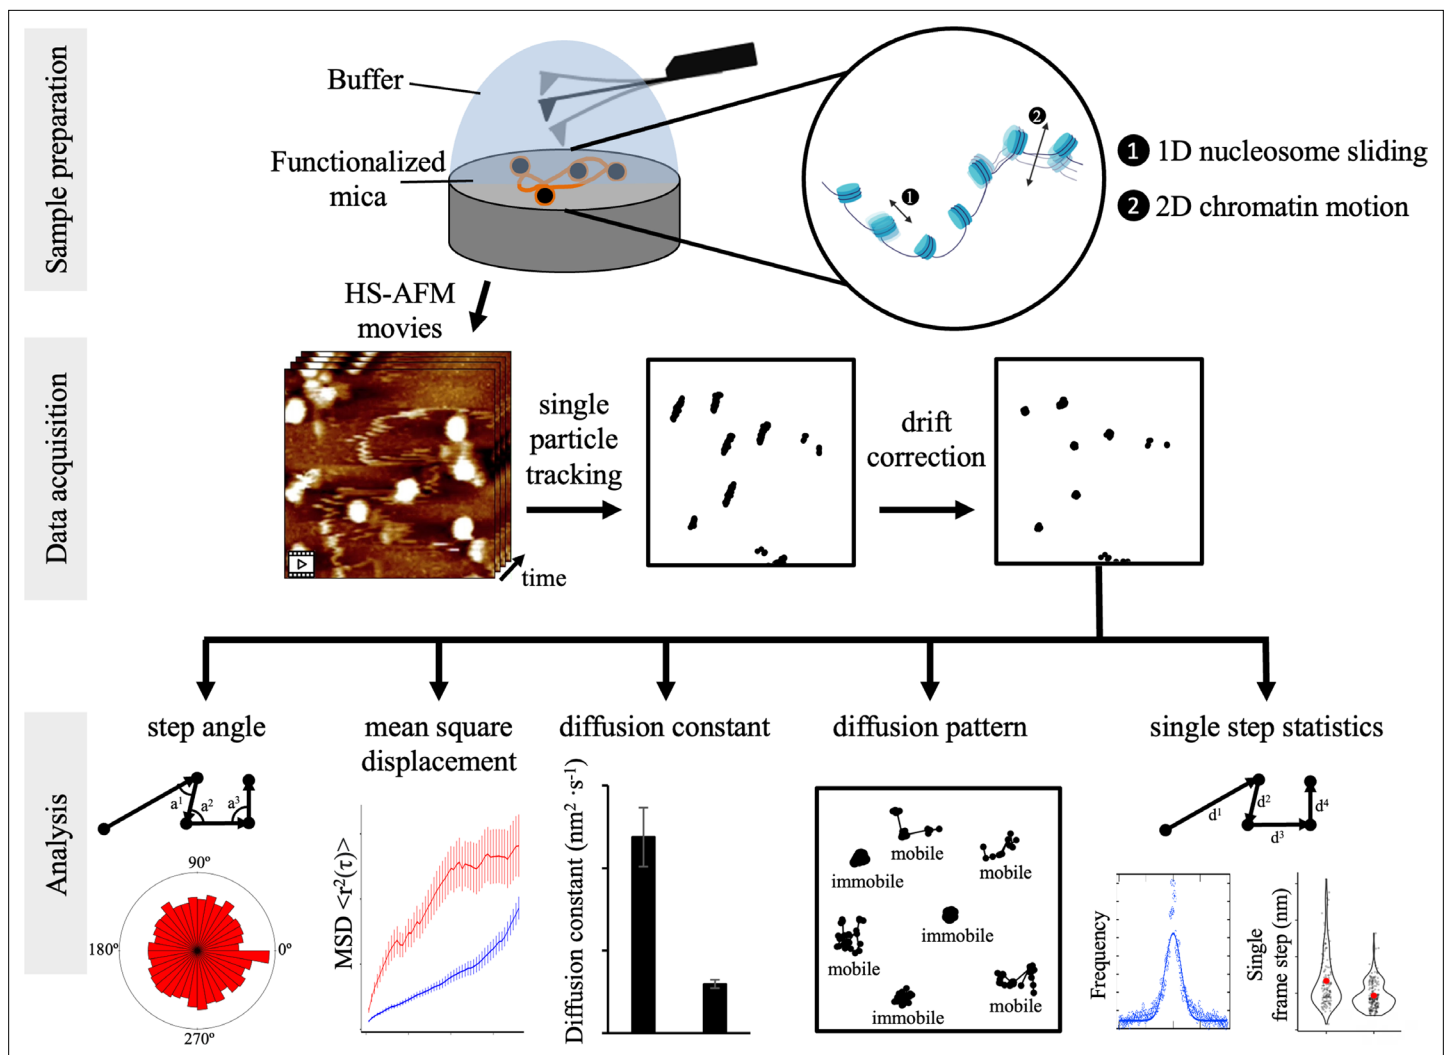 Sample preparation
Buffer
Functionalized
mica
1
2
1 1D nucleosome sliding
2 2D chromatin motion
HS-AFM
movies
Data acquisition
time
single
particle
tracking
drift
correction
Analysis
step angle
a¹
a²
a³
90º
180º
0º
270º
mean square
displacement
MSD <r²(τ)>
diffusion constant
Diffusion constant (nm² ·s⁻¹)
diffusion pattern
mobile
immobile
mobile
immobile
mobile
mobile
immobile
single step statistics
d¹
d²
d³
d⁴
Frequency
Single
frame step (nm)